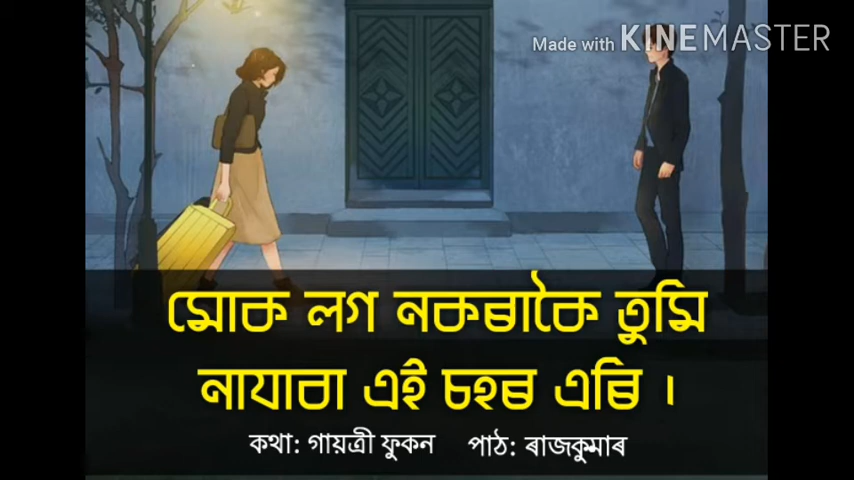 Made with KINEMASTER
মোক লগ নকৰাকৈ তুমি
নাযাবা এই চহৰ এৰি ।
কথা: গায়ত্ৰী ফুকন পাঠ: ৰাজকুমাৰ